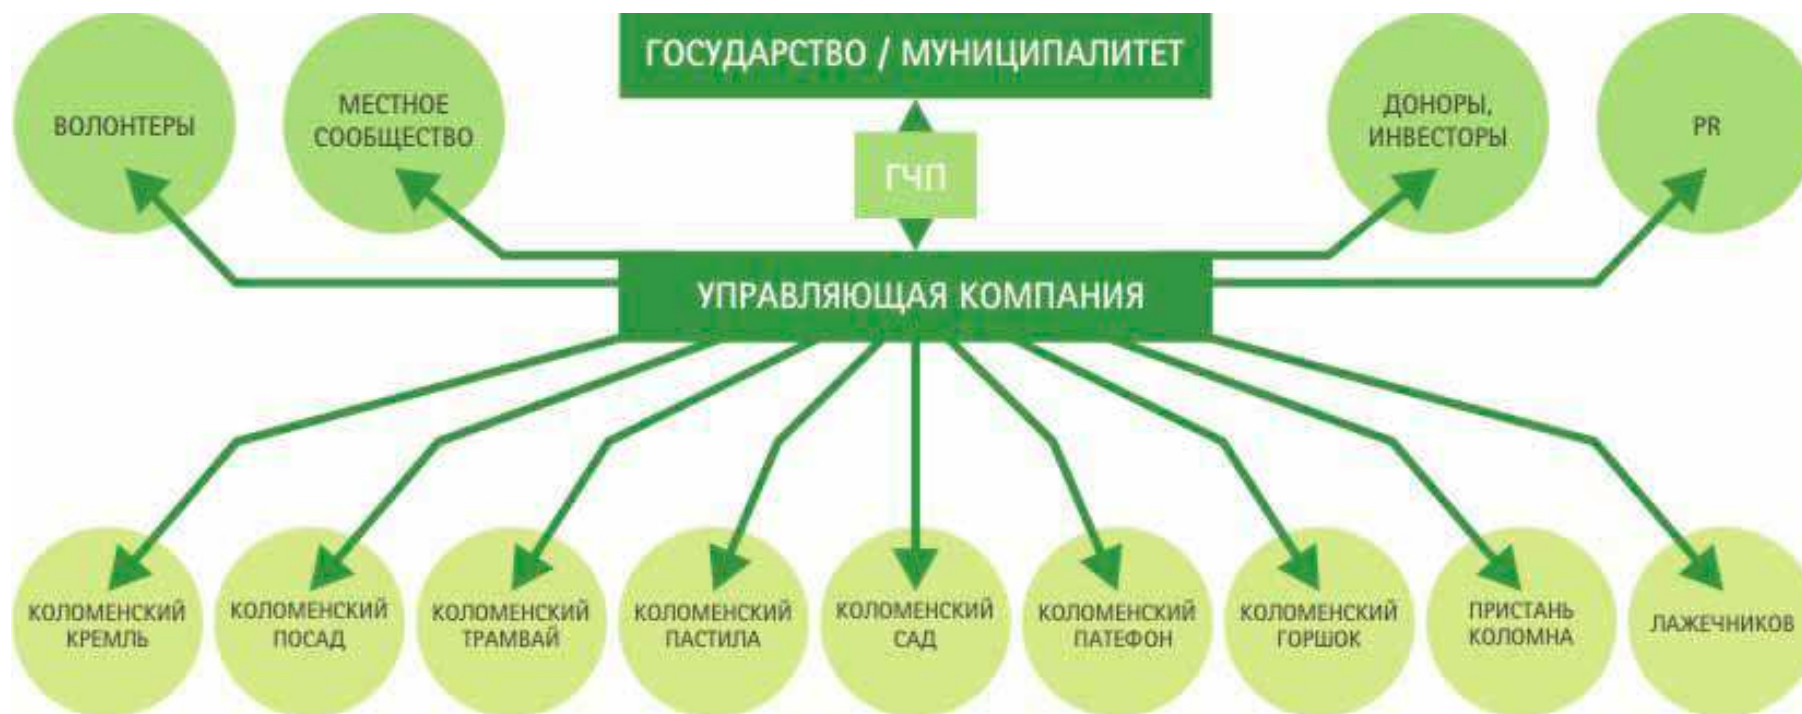 ГОСУДАРСТВО / МУНИЦИПАЛИТЕТ
ВОЛОНТЕРЫ
МЕСТНОЕ
СООБЩЕСТВО
ГЧП
ДОНОРЫ,
ИНВЕСТОРЫ
PR
УПРАВЛЯЮЩАЯ КОМПАНИЯ
КОЛОМЕНСКИЙ
КРЕМЛЬ
КОЛОМЕНСКИЙ
ПОСАД
КОЛОМЕНСКИЙ
ТРАМВАЙ
КОЛОМЕНСКИЙ
ПАСТИЛА
КОЛОМЕНСКИЙ
САД
КОЛОМЕНСКИЙ
ПАТЕФОН
КОЛОМЕНСКИЙ
ГОРШОК
ПРИСТАНЬ
КОЛОМНА
ЛАЖЕЧНИКОВ